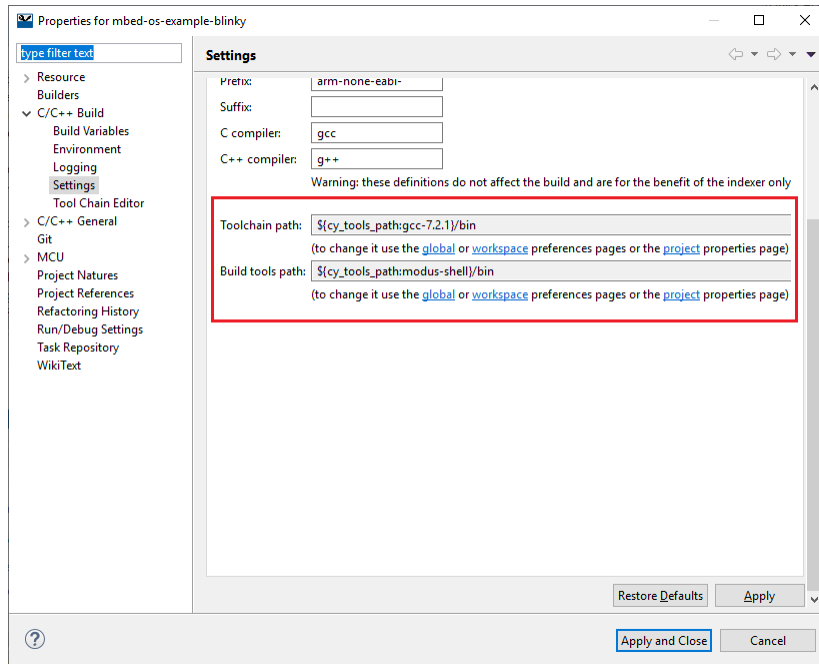 Properties for mbed-os-example-blinky
type filter text
Resource
Builders
C/C++ Build
Build Variables
Environment
Logging
Settings
Tool Chain Editor
C/C++ General
Git
MCU
Project Natures
Project References
Refactoring History
Run/Debug Settings
Task Repository
WikiText
Settings
Prefix: arm-none-eabi-
Suffix:
C compiler: gcc
C++ compiler: g++
Warning: these definitions do not affect the build and are for the benefit of the indexer only
Toolchain path: ${cy_tools_path:gcc-7.2.1}/bin
(to change it use the global or workspace preferences pages or the project properties page)
Build tools path: ${cy_tools_path:modus-shell}/bin
(to change it use the global or workspace preferences pages or the project properties page)
Restore Defaults Apply
? Apply and Close Cancel